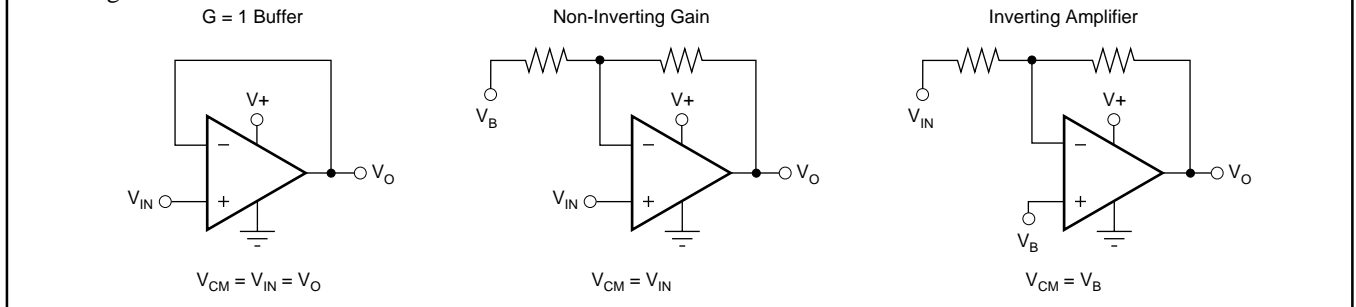 G = 1 Buffer
V+
−
+
V_IN
V_O
V_CM = V_IN = V_O
Non-Inverting Gain
V_B
V+
−
+
V_IN
V_O
V_CM = V_IN
Inverting Amplifier
V_IN
V+
−
+
V_B
V_O
V_CM = V_B